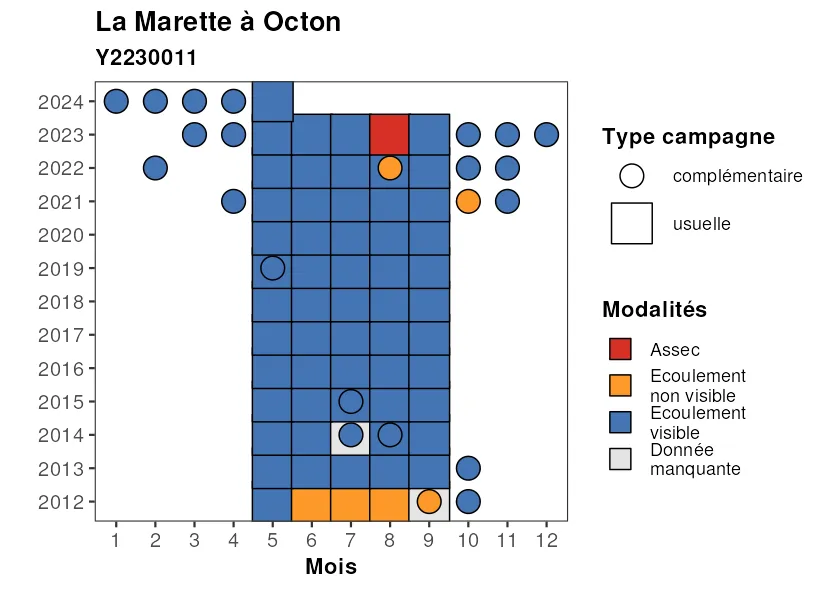 La Marette à Octon
Y2230011
2024
2023
2022
2021
2020
2019
2018
2017
2016
2015
2014
2013
2012
1 2 3 4 5 6 7 8 9 10 11 12
Mois
Type campagne
complémentaire
usuelle
Modalités
Assec
Ecoulement
non visible
Ecoulement
visible
Donnée
manquante